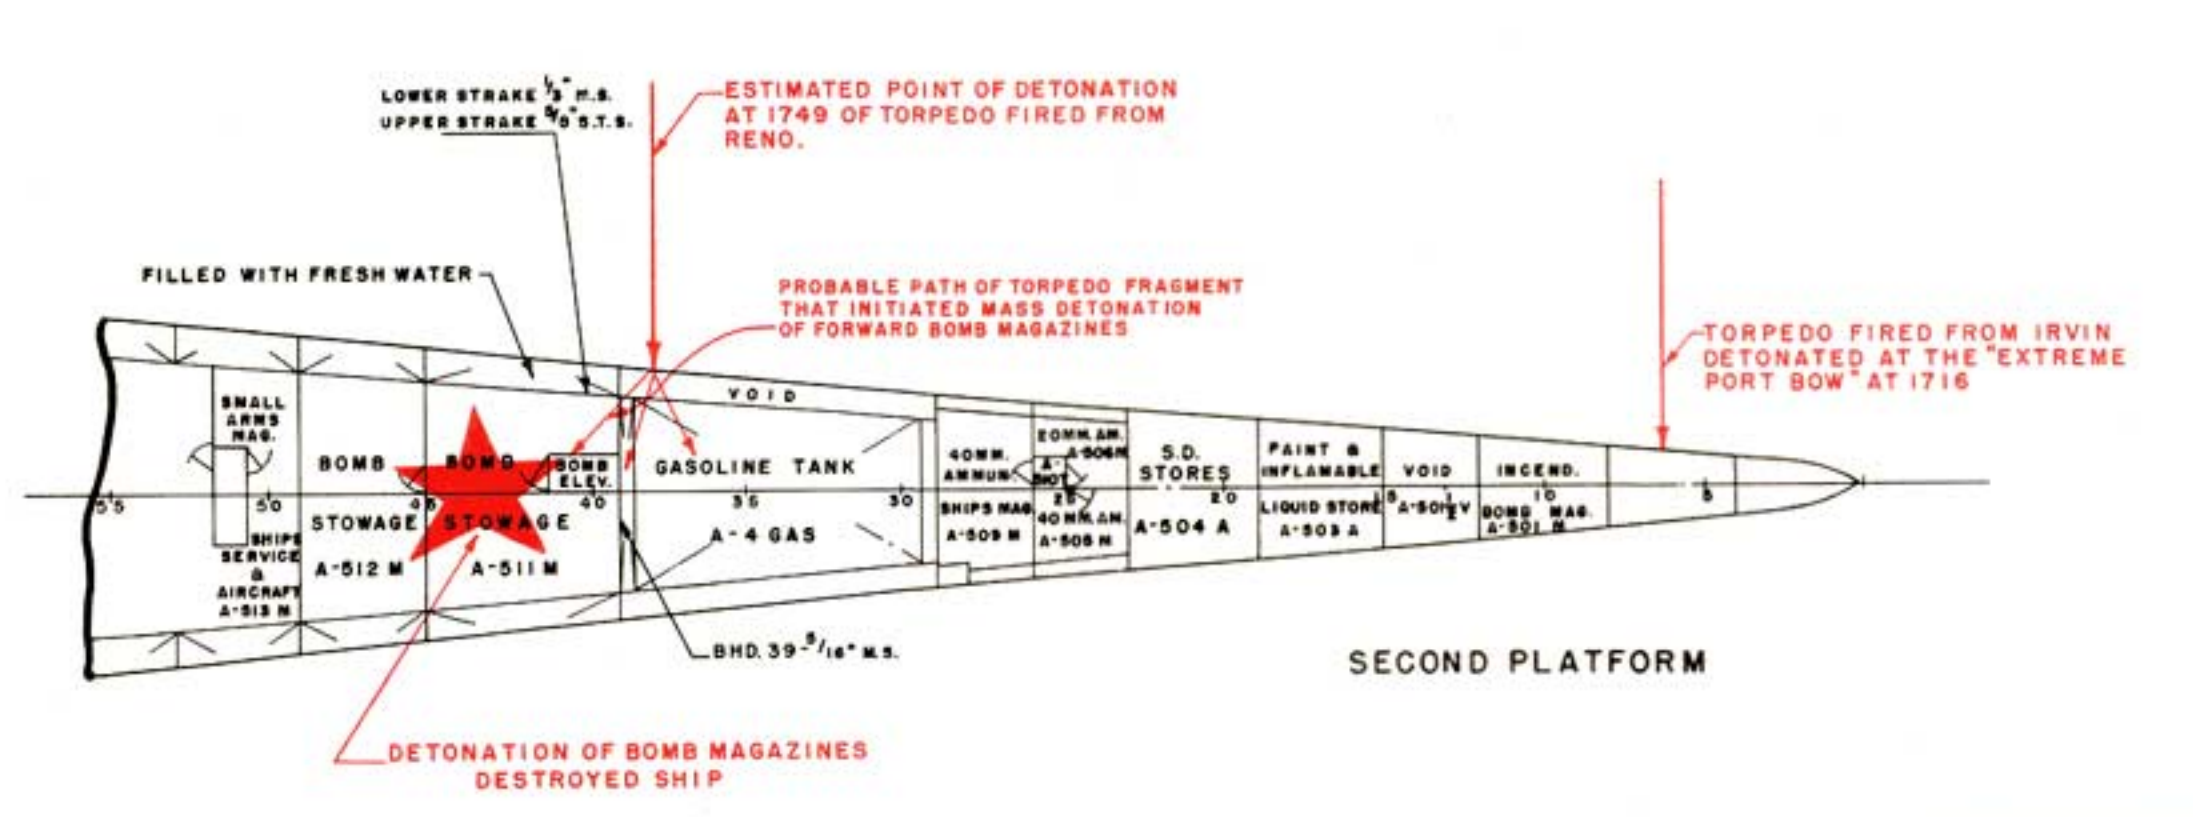 LOWER STRAKE 1/3" M.S.
UPPER STRAKE 5/8" S.T.S.
ESTIMATED POINT OF DETONATION
AT 1749 OF TORPEDO FIRED FROM
RENO.
FILLED WITH FRESH WATER
PROBABLE PATH OF TORPEDO FRAGMENT
THAT INITIATED MASS DETONATION
OF FORWARD BOMB MAGAZINES
TORPEDO FIRED FROM IRVIN
DETONATED AT THE "EXTREME
PORT BOW" AT 1716
VOID
SMALL
ARMS
MAG.
SHIPS
SERVICE
&
AIRCRAFT
A-513 M
BOMB
STOWAGE
A-512 M
BOMB
STOWAGE
A-511 M
BOMB
ELEV.
GASOLINE TANK
A-4 GAS
40MM.
AMMUN.
SHIPS MAG.
A-509 M
20MM. AM.
A-506M
40 MM. AM.
A-505 M
S.D.
STORES
A-504 A
PAINT &
INFLAMABLE
LIQUID STORE
A-503 A
VOID
INCEND.
BOMB MAG.
A-501 M
55
50
45
40
35
30
25
20
15
10
5
BHD. 39-5/16" M.S.
SECOND PLATFORM
DETONATION OF BOMB MAGAZINES
DESTROYED SHIP